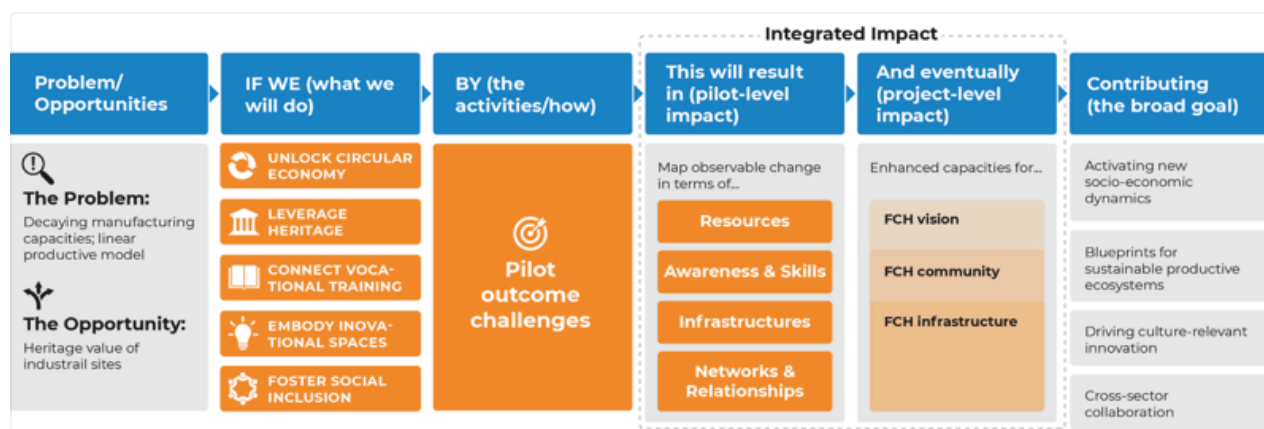 Integrated Impact
Problem/
Opportunities
IF WE (what we
will do)
BY (the
activities/how)
This will result
in (pilot-level
impact)
And eventually
(project-level
impact)
Contributing
(the broad goal)
The Problem:
Decaying manufacturing
capacities; linear
productive model
The Opportunity:
Heritage value of
industrail sites
UNLOCK CIRCULAR
ECONOMY
LEVERAGE
HERITAGE
CONNECT VOCA-
TIONAL TRAINING
EMBODY INOVA-
TIONAL SPACES
FOSTER SOCIAL
INCLUSION
Pilot
outcome
challenges
Map observable change
in terms of...
Resources
Awareness & Skills
Infrastructures
Networks &
Relationships
Enhanced capacities for...
FCH vision
FCH community
FCH infrastructure
Activating new
socio-economic
dynamics
Blueprints for
sustainable productive
ecosystems
Driving culture-relevant
innovation
Cross-sector
collaboration